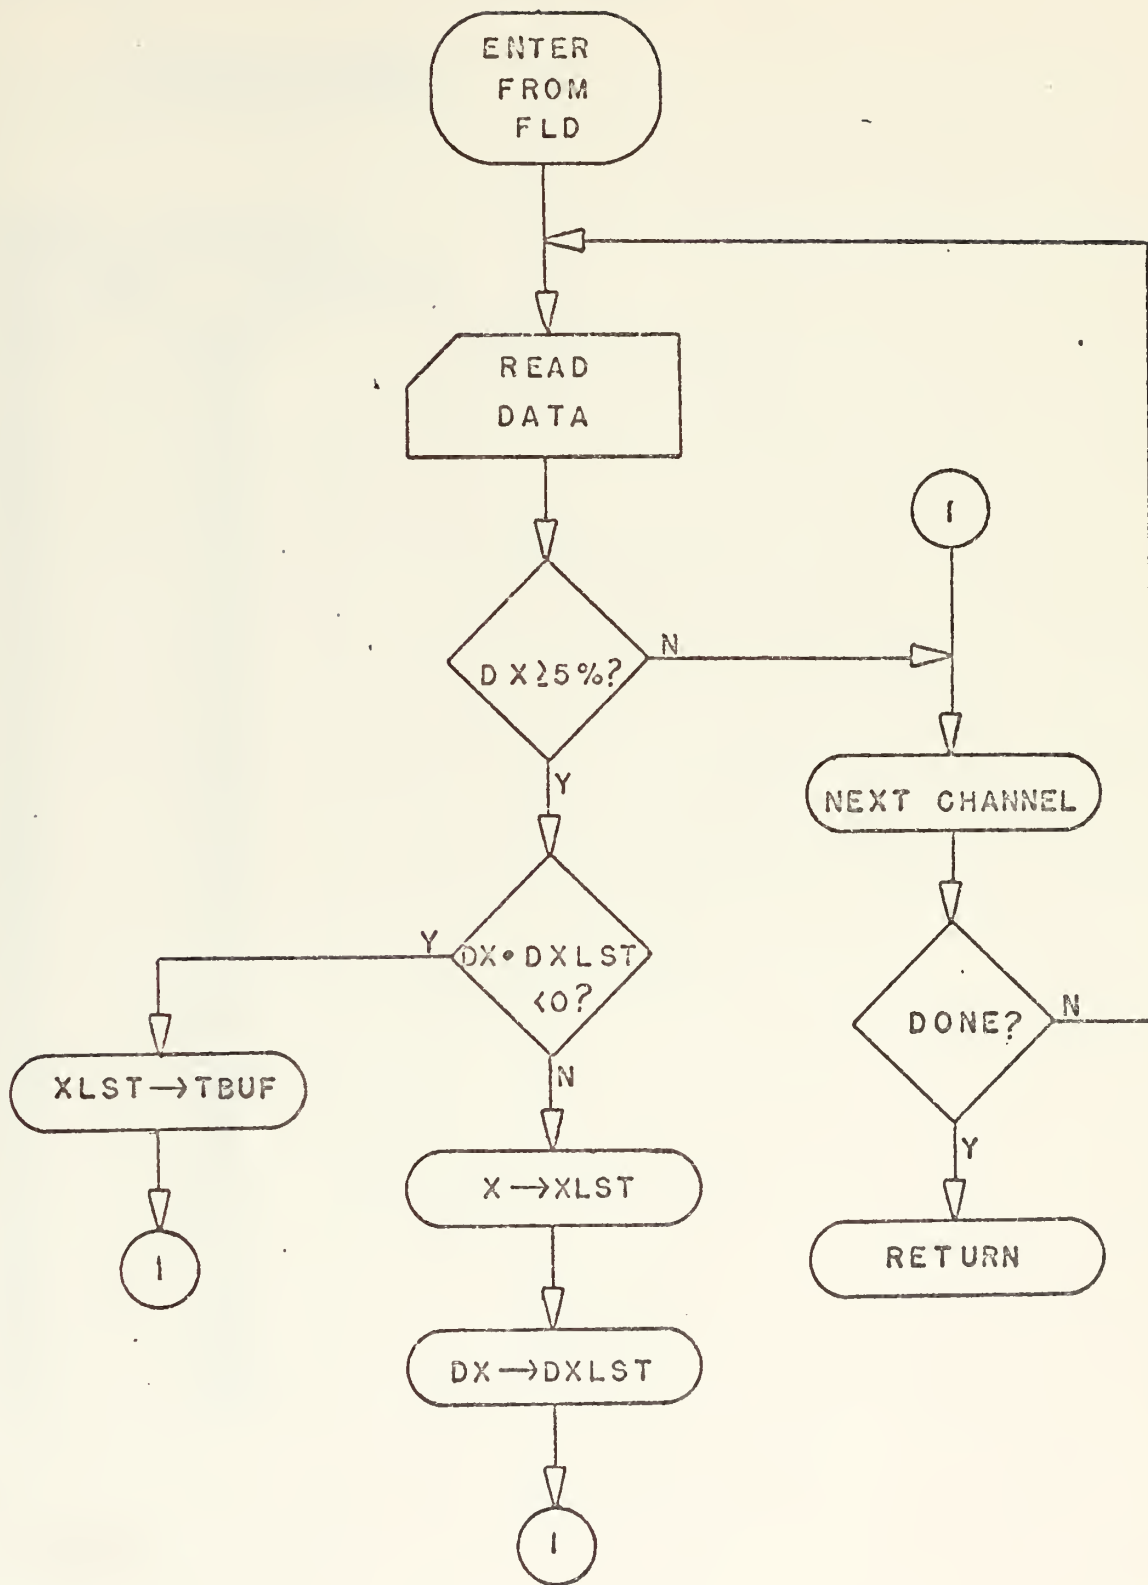 ENTER
FROM
FLD
READ
DATA
1
DX≥5%?
N
Y
NEXT CHANNEL
Y
DX•DXLST
<0?
DONE?
N
XLST→TBUF
N
Y
X→XLST
RETURN
1
DX→DXLST
1